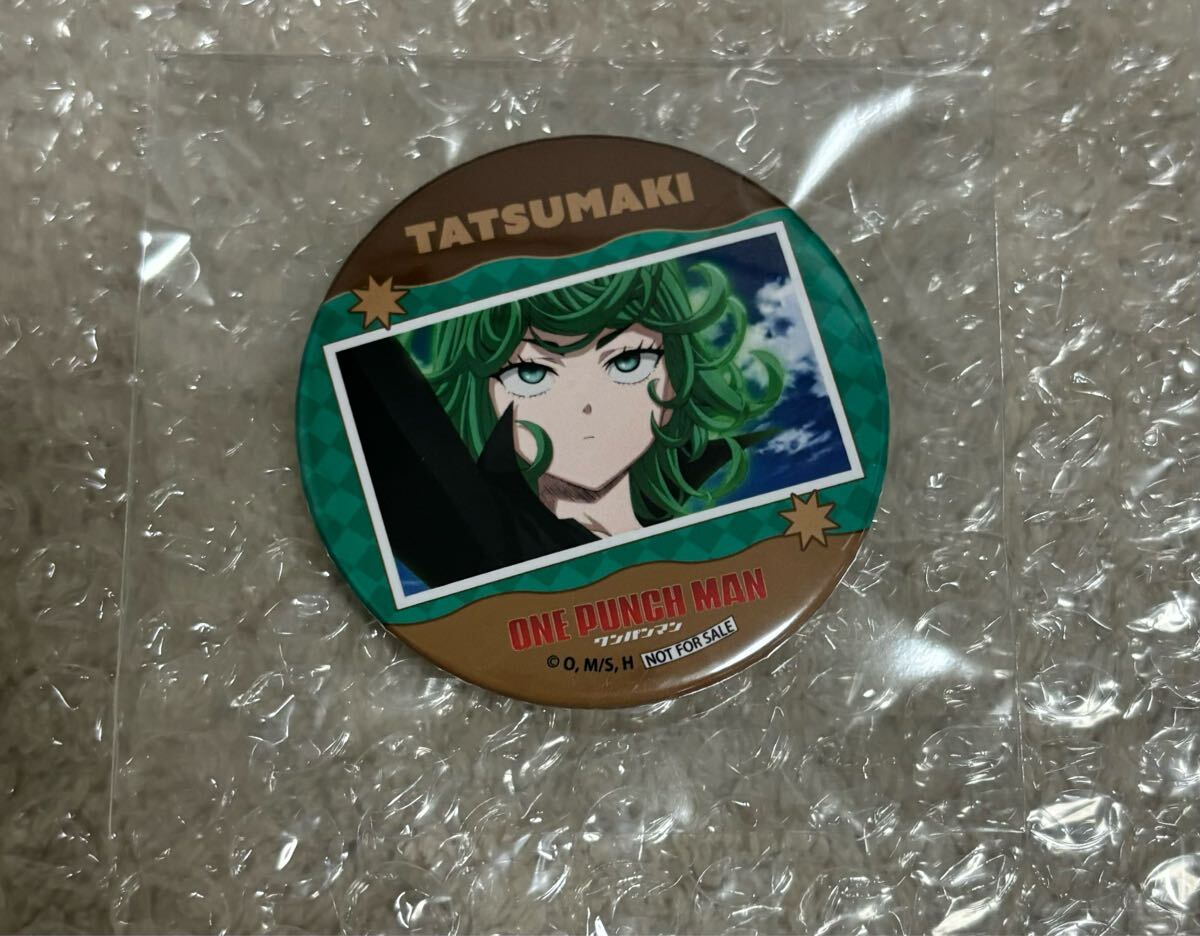 TATSUMAKI
ONE PUNCH MAN
ワンパンマン
© O, M/S, H NOT FOR SALE